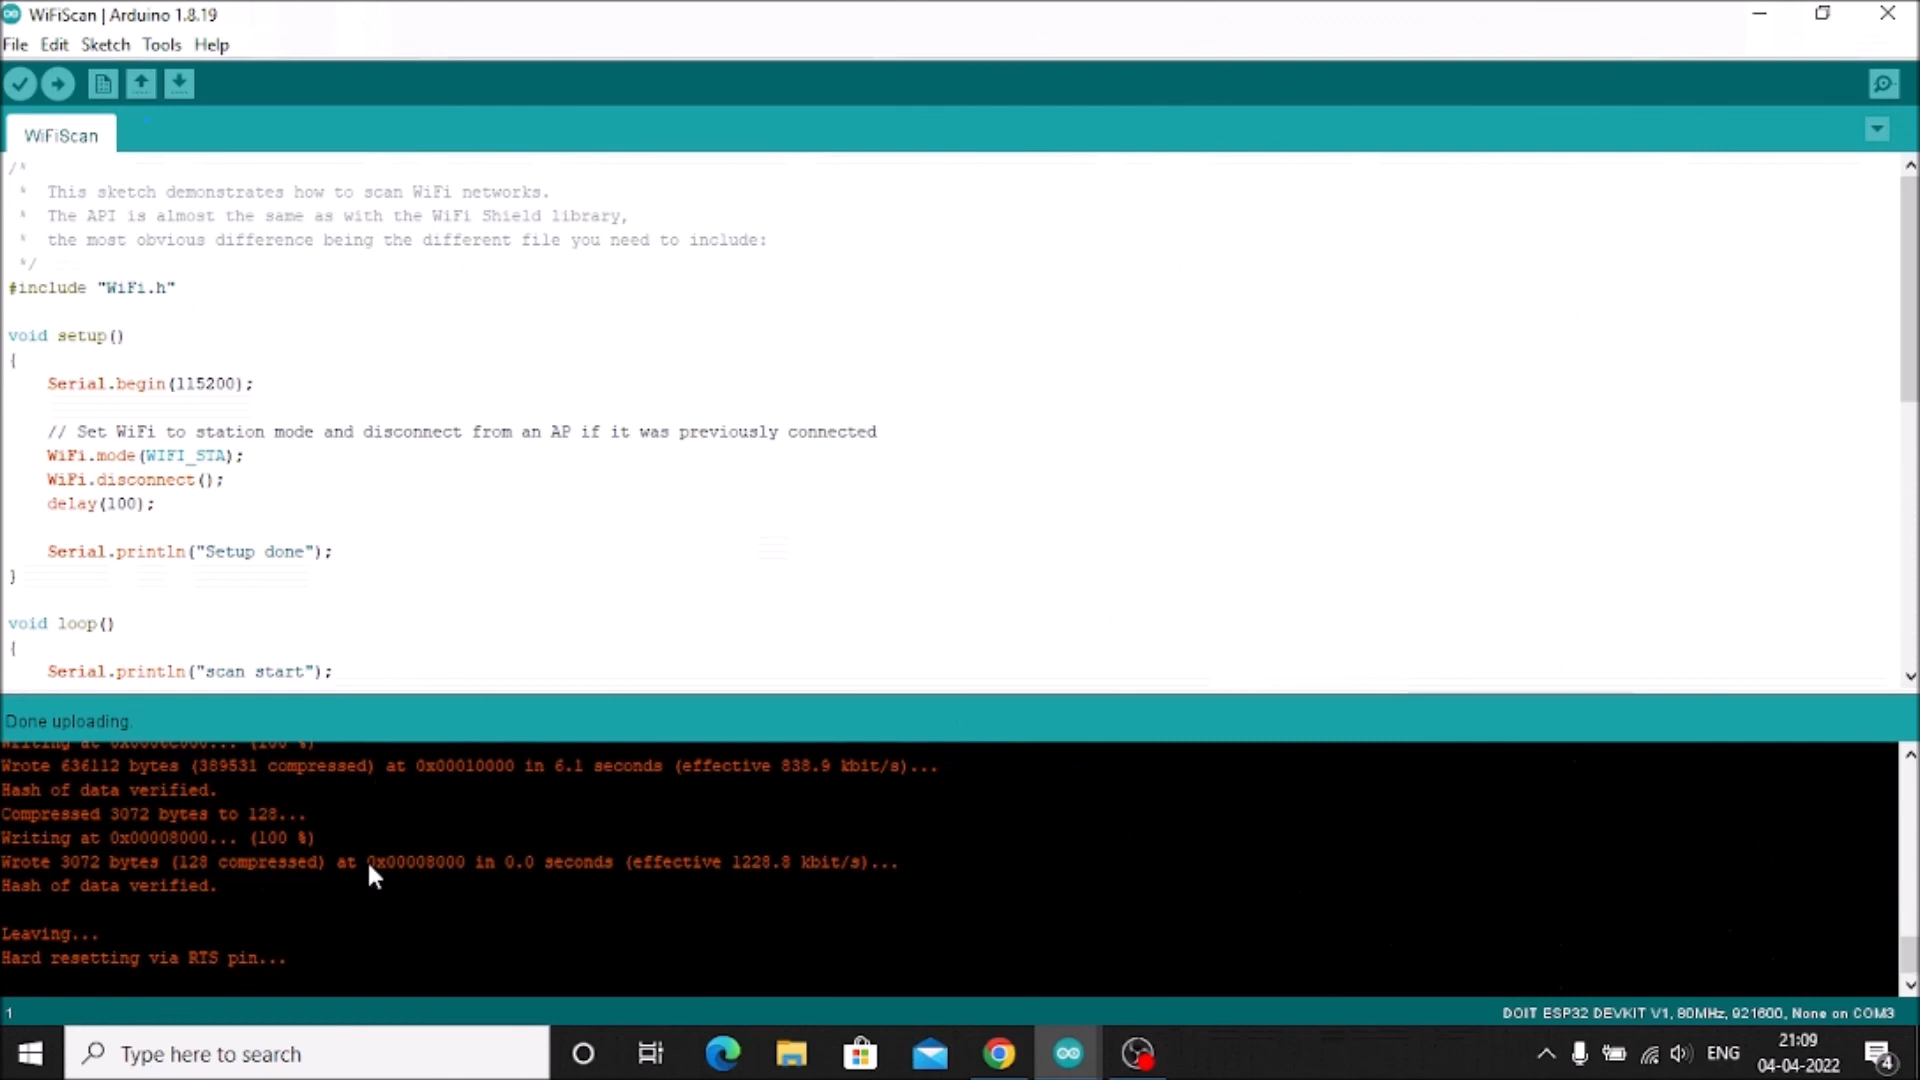 WiFiScan | Arduino 1.8.19
File Edit Sketch Tools Help
WiFiScan
/*
 *  This sketch demonstrates how to scan WiFi networks.
 *  The API is almost the same as with the WiFi Shield library,
 *  the most obvious difference being the different file you need to include:
 */
#include "WiFi.h"
void setup()
{
    Serial.begin(115200);
    // Set WiFi to station mode and disconnect from an AP if it was previously connected
    WiFi.mode(WIFI_STA);
    WiFi.disconnect();
    delay(100);
    Serial.println("Setup done");
}
void loop()
{
    Serial.println("scan start");
Done uploading.
Writing at 0x0006c000... (100 %)
Wrote 636112 bytes (389531 compressed) at 0x00010000 in 6.1 seconds (effective 838.9 kbit/s)...
Hash of data verified.
Compressed 3072 bytes to 128...
Writing at 0x00008000... (100 %)
Wrote 3072 bytes (128 compressed) at 0x00008000 in 0.0 seconds (effective 1228.8 kbit/s)...
Hash of data verified.
Leaving...
Hard resetting via RTS pin...
1
DOIT ESP32 DEVKIT V1, 80MHz, 921600, None on COM3
Type here to search
ENG
21:09
04-04-2022
4